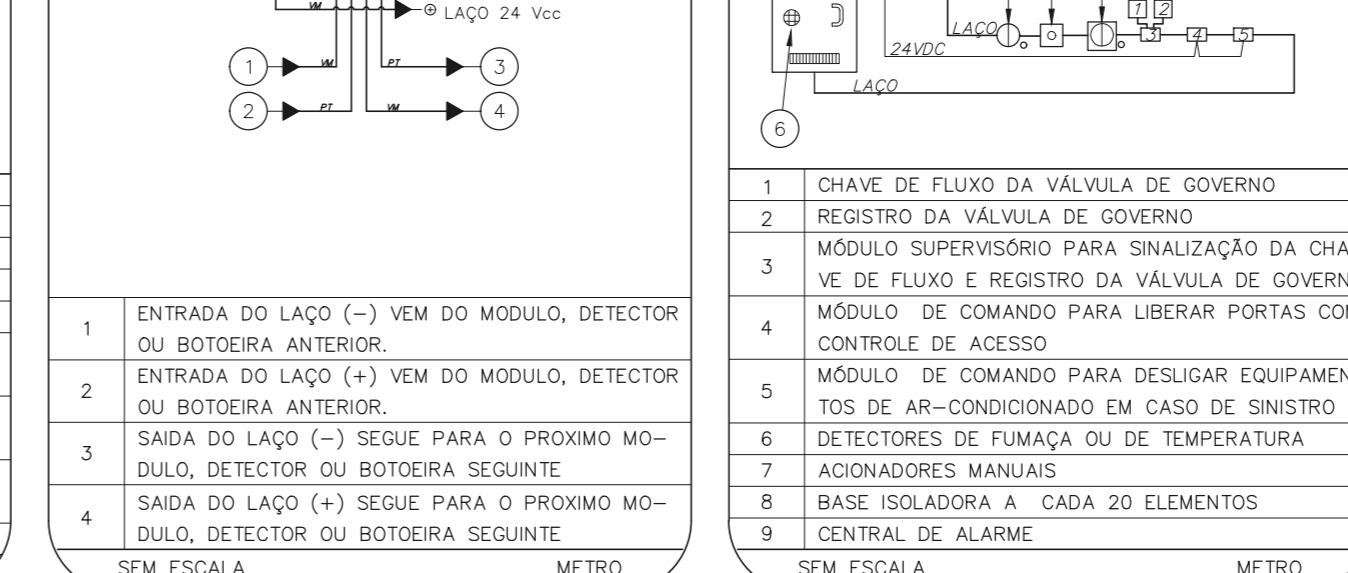 VM
⊕ LAÇO 24 Vcc
1 VM PT 3
2 PT VM 4
1 ENTRADA DO LAÇO (−) VEM DO MODULO, DETECTOR
OU BOTOEIRA ANTERIOR.
2 ENTRADA DO LAÇO (+) VEM DO MODULO, DETECTOR
OU BOTOEIRA ANTERIOR.
3 SAIDA DO LAÇO (−) SEGUE PARA O PROXIMO MO−
DULO, DETECTOR OU BOTOEIRA SEGUINTE
4 SAIDA DO LAÇO (+) SEGUE PARA O PROXIMO MO−
DULO, DETECTOR OU BOTOEIRA SEGUINTE
SEM ESCALA METRO
1 2
LAÇO 3 4 5
24VDC
LAÇO
6
1 CHAVE DE FLUXO DA VÁLVULA DE GOVERNO
2 REGISTRO DA VÁLVULA DE GOVERNO
3 MÓDULO SUPERVISÓRIO PARA SINALIZAÇÃO DA CHA
VE DE FLUXO E REGISTRO DA VÁLVULA DE GOVERN
4 MÓDULO DE COMANDO PARA LIBERAR PORTAS CO
CONTROLE DE ACESSO
5 MÓDULO DE COMANDO PARA DESLIGAR EQUIPAMEN
TOS DE AR−CONDICIONADO EM CASO DE SINISTRO
6 DETECTORES DE FUMAÇA OU DE TEMPERATURA
7 ACIONADORES MANUAIS
8 BASE ISOLADORA A CADA 20 ELEMENTOS
9 CENTRAL DE ALARME
SEM ESCALA METRO